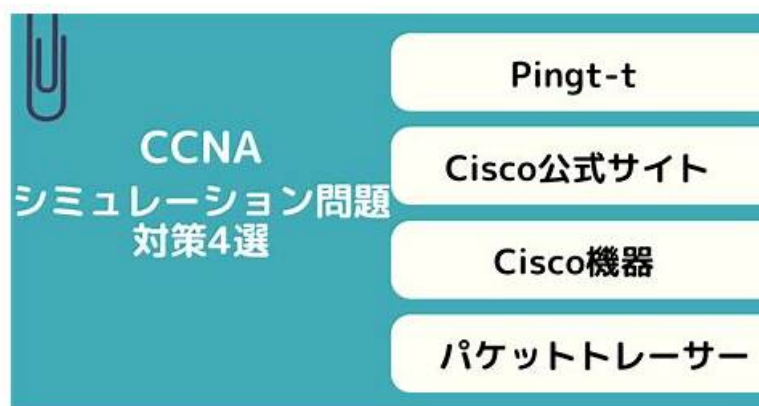 CCNA
シミュレーション問題
対策4選
Pingt-t
Cisco公式サイト
Cisco機器
パケットトレーサー